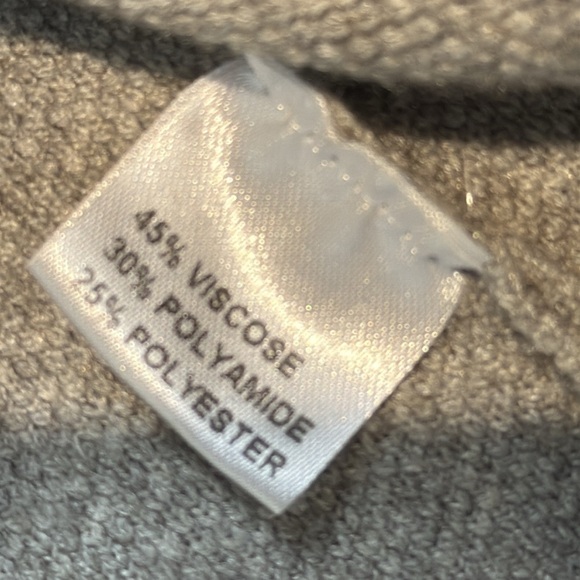 45% VISCOSE
30% POLYAMIDE
25% POLYESTER